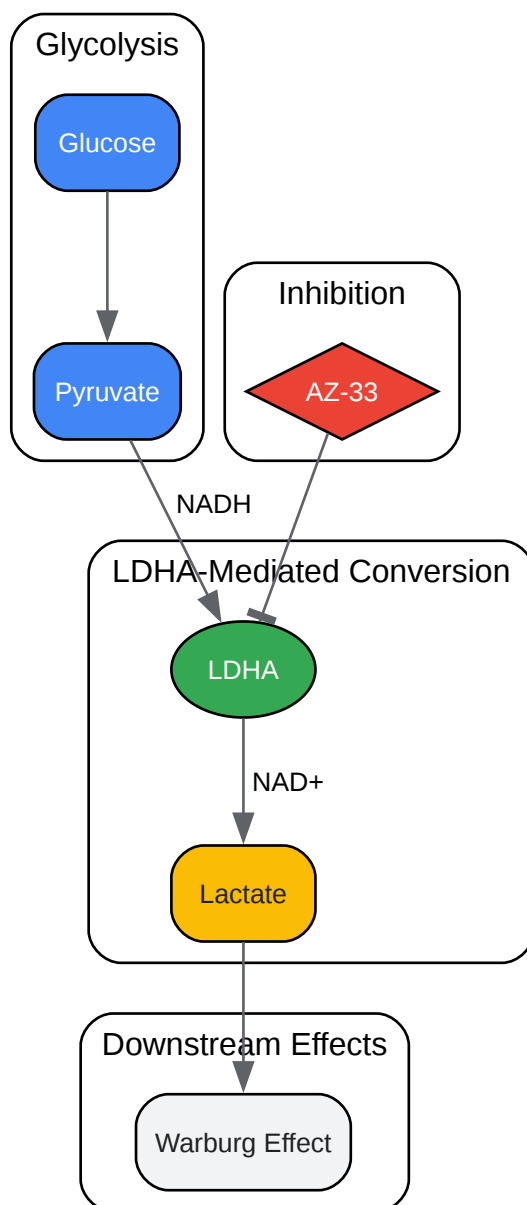 Glycolysis
Glucose
Pyruvate
Inhibition
AZ-33
NADH
LDHA-Mediated Conversion
LDHA
NAD+
Lactate
Downstream Effects
Warburg Effect